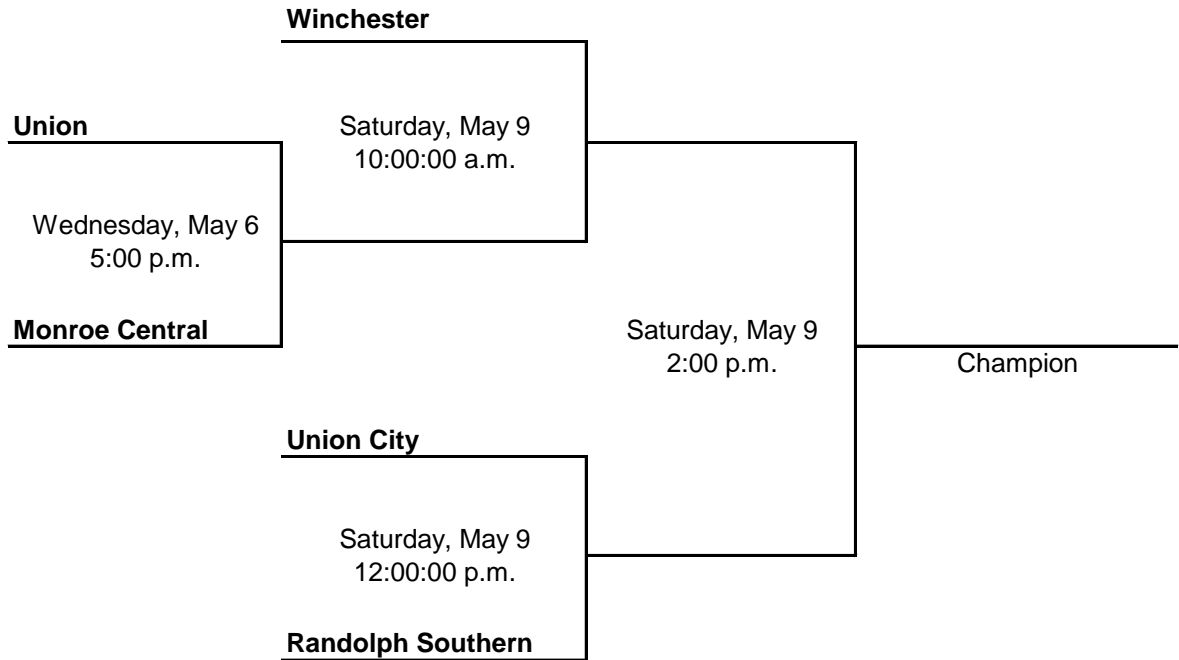 Winchester
Union
Saturday, May 9
10:00:00 a.m.
Wednesday, May 6
5:00 p.m.
Monroe Central
Saturday, May 9
2:00 p.m.
Champion
Union City
Saturday, May 9
12:00:00 p.m.
Randolph Southern